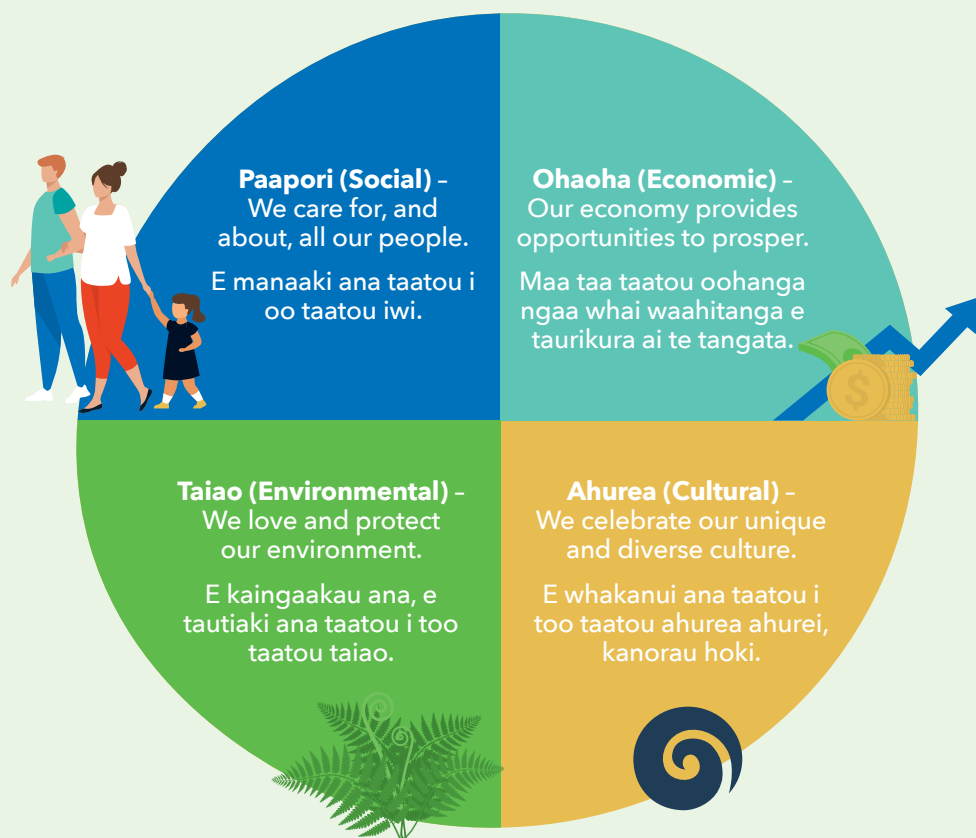 Paapori (Social) –
We care for, and
about, all our people.
E manaaki ana taatou i
oo taatou iwi.
Ohaoha (Economic) –
Our economy provides
opportunities to prosper.
Maa taa taatou oohanga
ngaa whai waahitanga e
taurikura ai te tangata.
$
Taiao (Environmental) –
We love and protect
our environment.
E kaingaakau ana, e
tautiaki ana taatou i too
taatou taiao.
Ahurea (Cultural) –
We celebrate our unique
and diverse culture.
E whakanui ana taatou i
too taatou ahurea ahurei,
kanorau hoki.